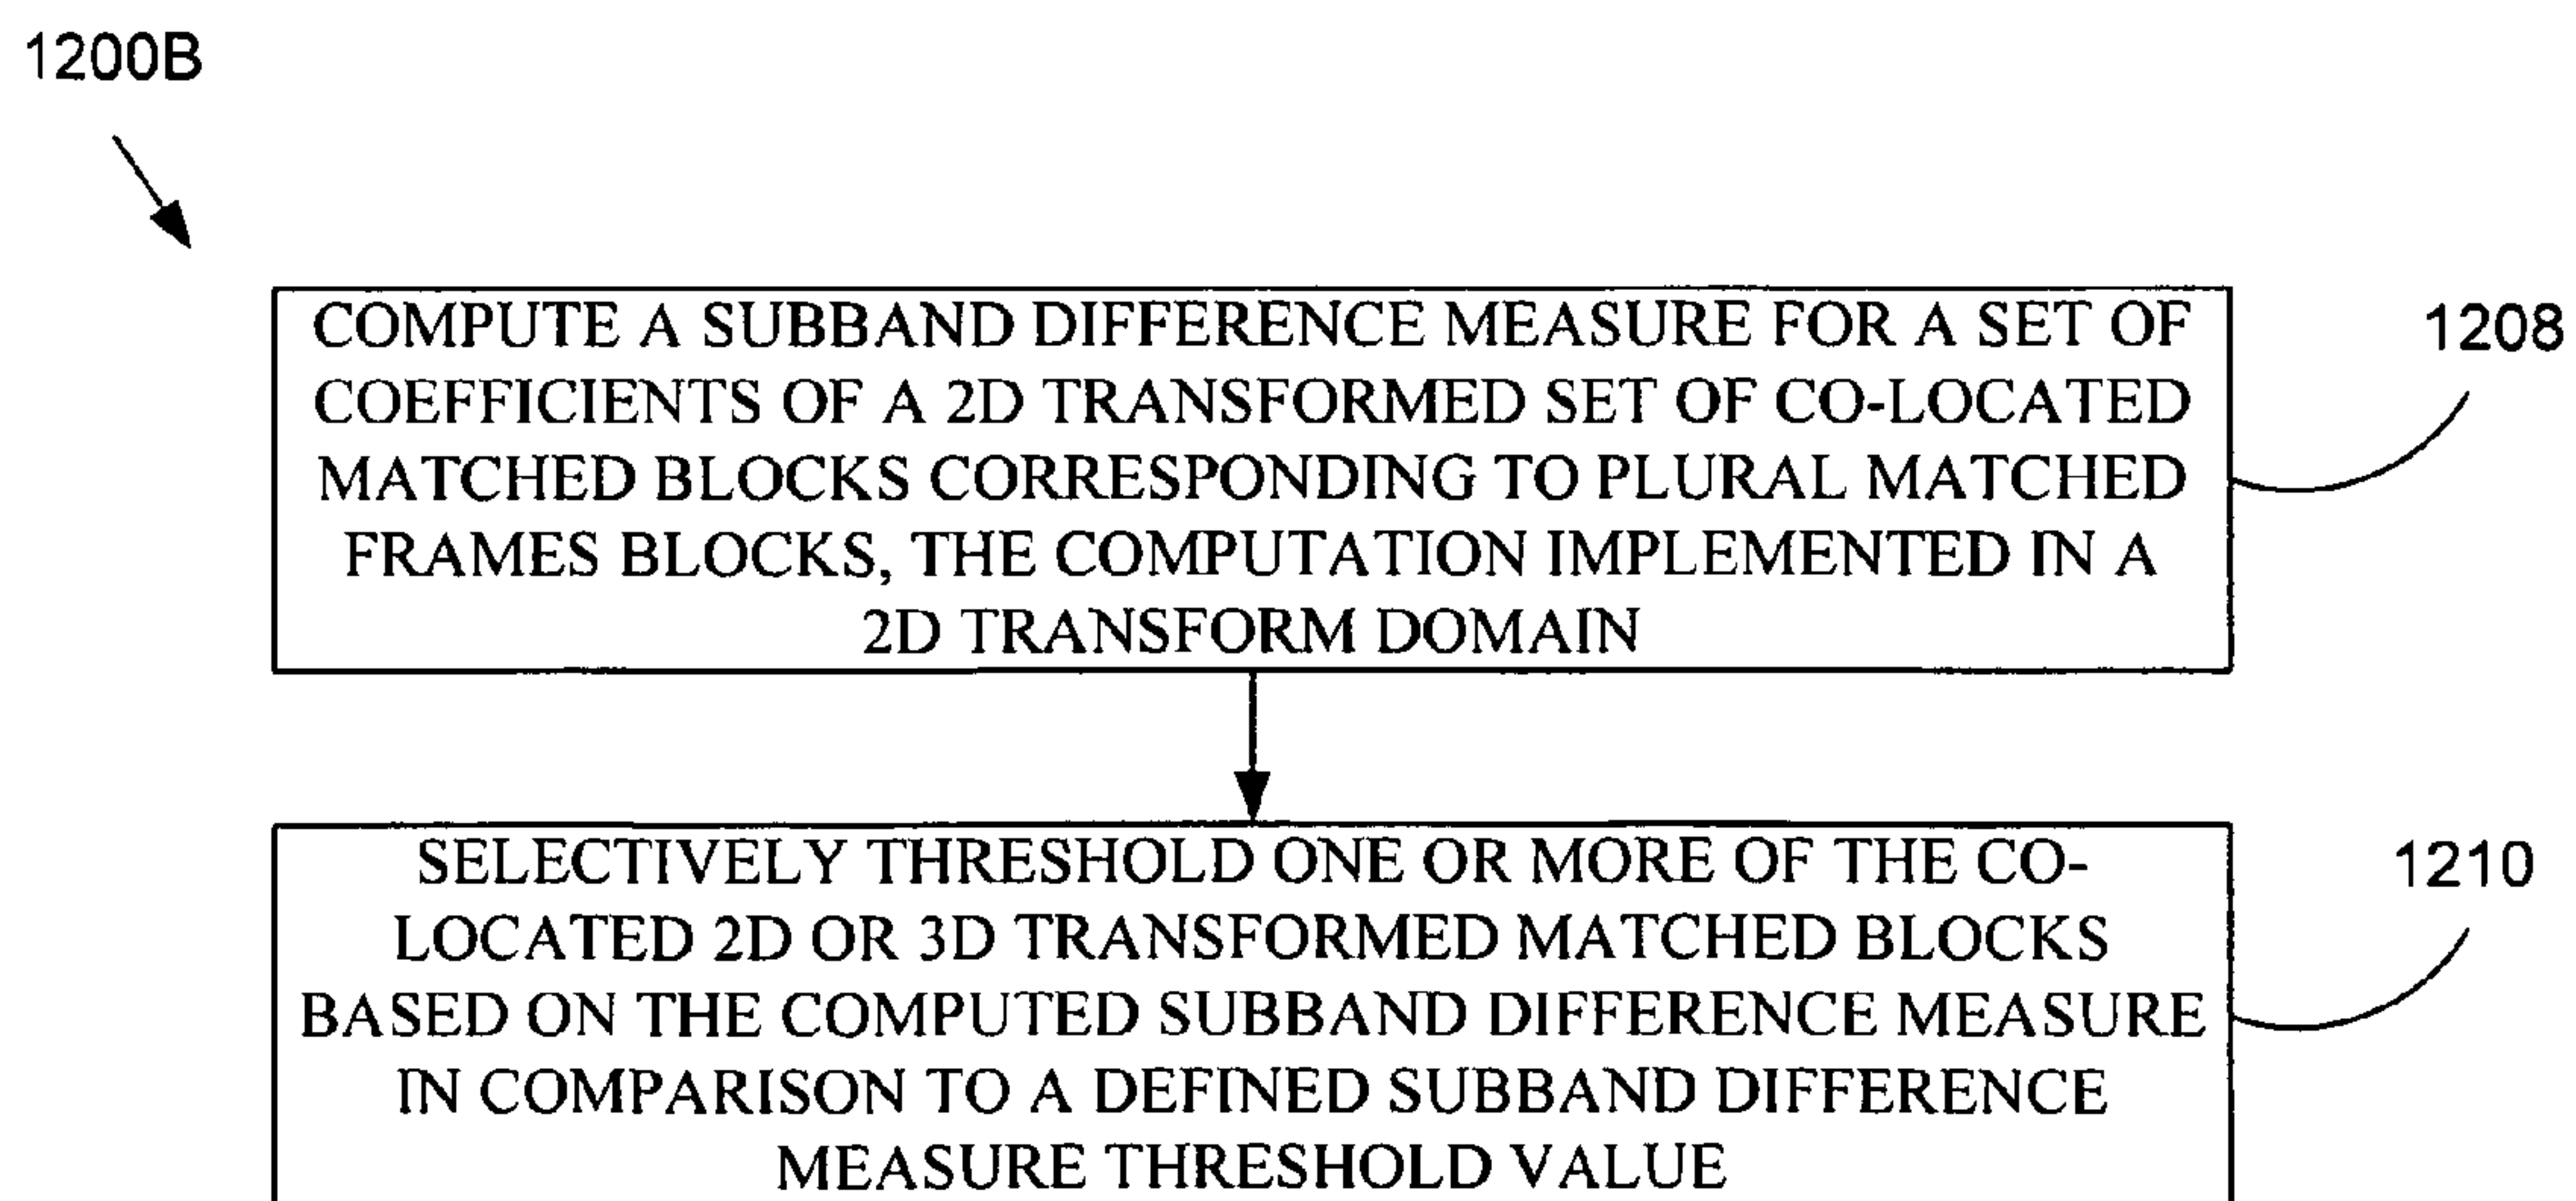 1200B
COMPUTE A SUBBAND DIFFERENCE MEASURE FOR A SET OF
COEFFICIENTS OF A 2D TRANSFORMED SET OF CO-LOCATED
MATCHED BLOCKS CORRESPONDING TO PLURAL MATCHED
FRAMES BLOCKS, THE COMPUTATION IMPLEMENTED IN A
2D TRANSFORM DOMAIN
1208
SELECTIVELY THRESHOLD ONE OR MORE OF THE CO-
LOCATED 2D OR 3D TRANSFORMED MATCHED BLOCKS
BASED ON THE COMPUTED SUBBAND DIFFERENCE MEASURE
IN COMPARISON TO A DEFINED SUBBAND DIFFERENCE
MEASURE THRESHOLD VALUE
1210